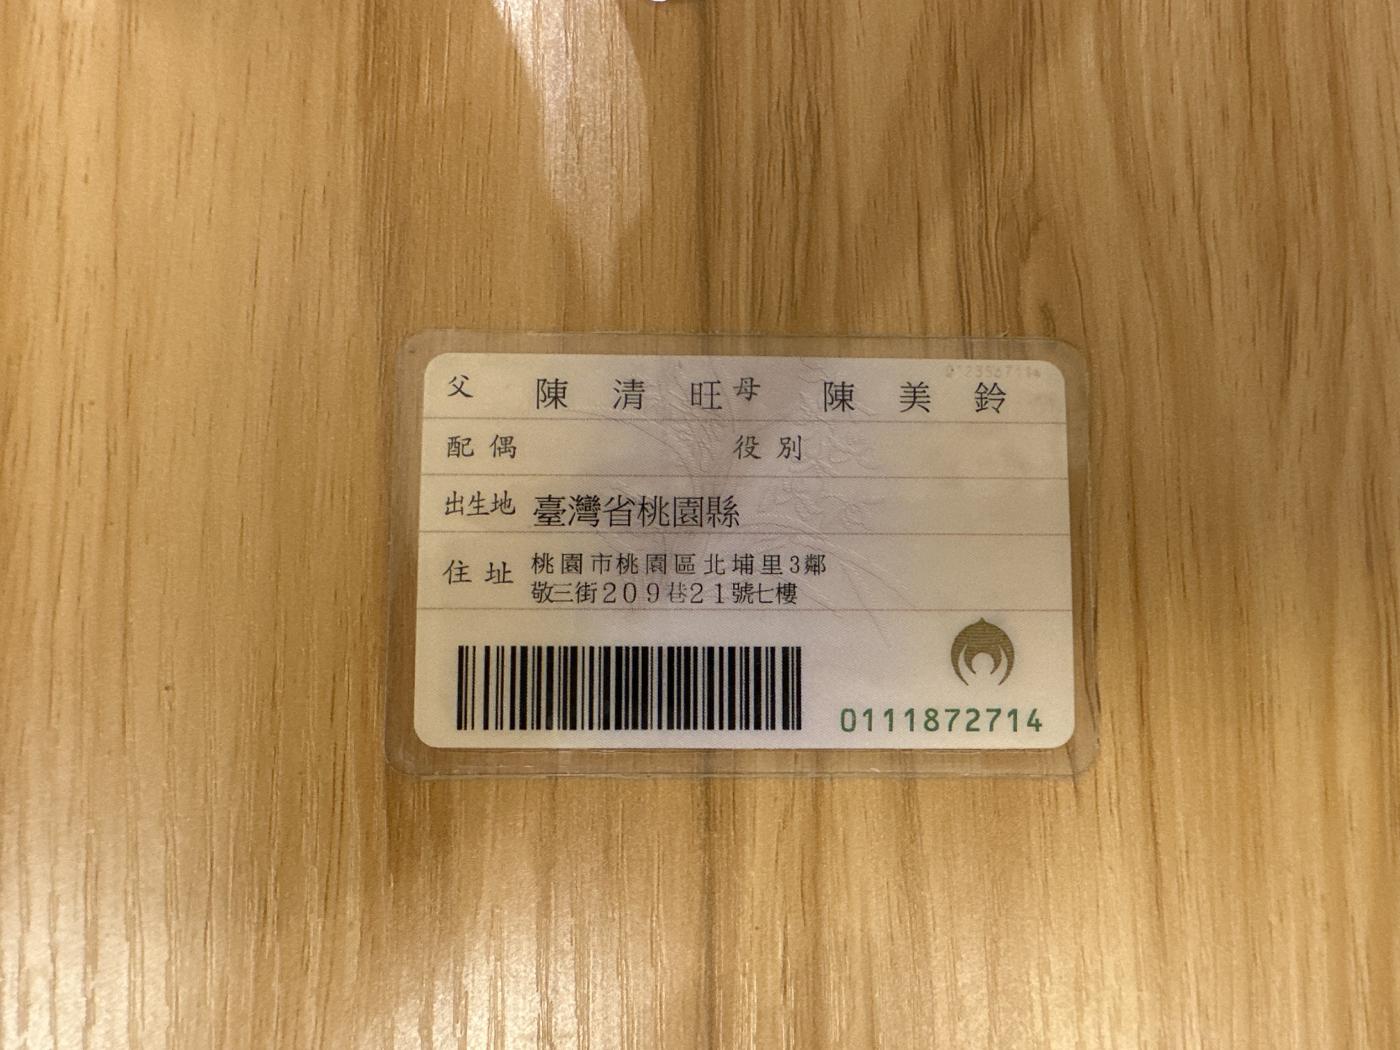 父 陳清旺 母 陳美鈴
配偶 役別
出生地 臺灣省桃園縣
住址 桃園市桃園區北埔里3鄰
敬三街209巷21號七樓
0111872714